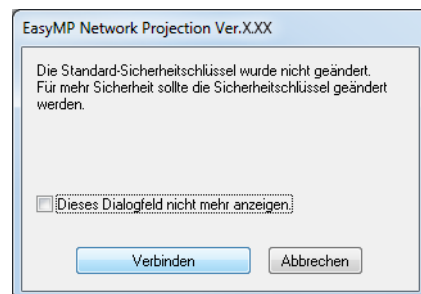 EasyMP Network Projection Ver.X.XX
Die Standard-Sicherheitschlüssel wurde nicht geändert.
Für mehr Sicherheit sollte die Sicherheitschlüssel geändert
werden.
Dieses Dialogfeld nicht mehr anzeigen.
Verbinden
Abbrechen